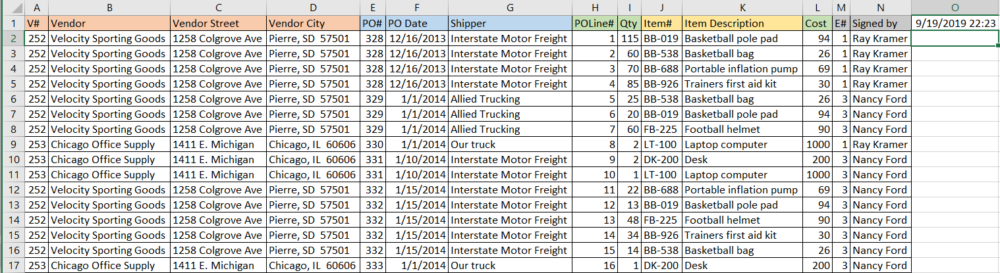 A B C D E F G H I J K L M N O
1 V# Vendor Vendor Street Vendor City PO# PO Date Shipper POLine# Qty Item# Item Description Cost E# Signed by 9/19/2019 22:23
2 252 Velocity Sporting Goods 1258 Colgrove Ave Pierre, SD 57501 328 12/16/2013 Interstate Motor Freight 1 115 BB-019 Basketball pole pad 94 1 Ray Kramer
3 252 Velocity Sporting Goods 1258 Colgrove Ave Pierre, SD 57501 328 12/16/2013 Interstate Motor Freight 2 60 BB-538 Basketball bag 26 1 Ray Kramer
4 252 Velocity Sporting Goods 1258 Colgrove Ave Pierre, SD 57501 328 12/16/2013 Interstate Motor Freight 3 70 BB-688 Portable inflation pump 69 1 Ray Kramer
5 252 Velocity Sporting Goods 1258 Colgrove Ave Pierre, SD 57501 328 12/16/2013 Interstate Motor Freight 4 85 BB-926 Trainers first aid kit 30 1 Ray Kramer
6 252 Velocity Sporting Goods 1258 Colgrove Ave Pierre, SD 57501 329 1/1/2014 Allied Trucking 5 25 BB-538 Basketball bag 26 3 Nancy Ford
7 252 Velocity Sporting Goods 1258 Colgrove Ave Pierre, SD 57501 329 1/1/2014 Allied Trucking 6 20 BB-019 Basketball pole pad 94 3 Nancy Ford
8 252 Velocity Sporting Goods 1258 Colgrove Ave Pierre, SD 57501 329 1/1/2014 Allied Trucking 7 60 FB-225 Football helmet 90 3 Nancy Ford
9 253 Chicago Office Supply 1411 E. Michigan Chicago, IL 60606 330 1/1/2014 Our truck 8 2 LT-100 Laptop computer 1000 1 Ray Kramer
10 253 Chicago Office Supply 1411 E. Michigan Chicago, IL 60606 331 1/10/2014 Interstate Motor Freight 9 2 DK-200 Desk 200 3 Nancy Ford
11 253 Chicago Office Supply 1411 E. Michigan Chicago, IL 60606 331 1/10/2014 Interstate Motor Freight 10 1 LT-100 Laptop computer 1000 3 Nancy Ford
12 252 Velocity Sporting Goods 1258 Colgrove Ave Pierre, SD 57501 332 1/15/2014 Interstate Motor Freight 11 22 BB-688 Portable inflation pump 69 3 Nancy Ford
13 252 Velocity Sporting Goods 1258 Colgrove Ave Pierre, SD 57501 332 1/15/2014 Interstate Motor Freight 12 13 BB-019 Basketball pole pad 94 3 Nancy Ford
14 252 Velocity Sporting Goods 1258 Colgrove Ave Pierre, SD 57501 332 1/15/2014 Interstate Motor Freight 13 48 FB-225 Football helmet 90 3 Nancy Ford
15 252 Velocity Sporting Goods 1258 Colgrove Ave Pierre, SD 57501 332 1/15/2014 Interstate Motor Freight 14 34 BB-926 Trainers first aid kit 30 3 Nancy Ford
16 252 Velocity Sporting Goods 1258 Colgrove Ave Pierre, SD 57501 332 1/15/2014 Interstate Motor Freight 15 14 BB-538 Basketball bag 26 3 Nancy Ford
17 253 Chicago Office Supply 1411 E. Michigan Chicago, IL 60606 333 1/1/2014 Our truck 16 1 DK-200 Desk 200 3 Nancy Ford